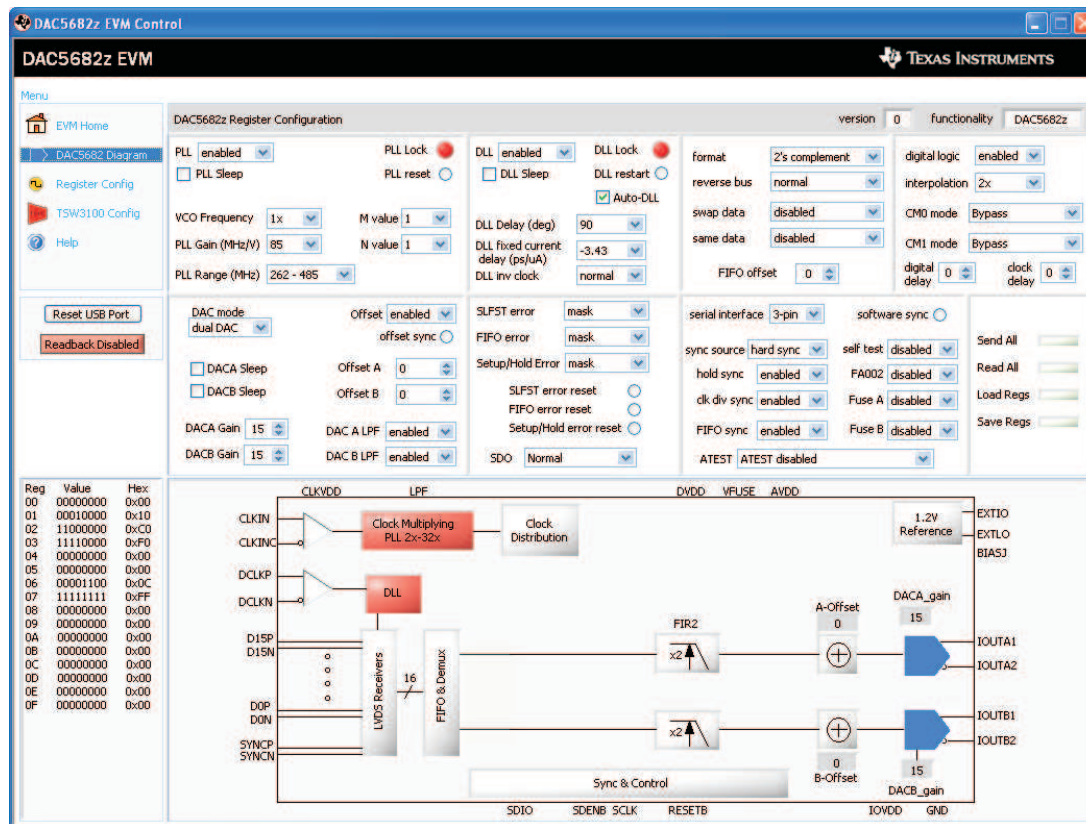 DAC5682z EVM Control
DAC5682z EVM
TEXAS INSTRUMENTS
Menu
EVM Home
DAC5682 Diagram
Register Config
TSW3100 Config
Help
Reset USB Port
Readback Disabled
DAC5682z Register Configuration
version 0 functionality DAC5682z
PLL enabled PLL Lock
PLL Sleep PLL reset
VCO Frequency 1x M value 1
PLL Gain (MHz/V) 85 N value 1
PLL Range (MHz) 262 - 485
DLL enabled DLL Lock
DLL Sleep DLL restart
Auto-DLL
DLL Delay (deg) 90
DLL fixed current delay (ps/uA) -3.43
DLL inv clock normal
format 2's complement
reverse bus normal
swap data disabled
same data disabled
FIFO offset 0
digital logic enabled
interpolation 2x
CM0 mode Bypass
CM1 mode Bypass
digital delay 0 clock delay 0
DAC mode
dual DAC
Offset enabled
offset sync
DACA Sleep Offset A 0
DACB Sleep Offset B 0
DACA Gain 15 DAC A LPF enabled
DACB Gain 15 DAC B LPF enabled
SLFST error mask
FIFO error mask
Setup/Hold Error mask
SLFST error reset
FIFO error reset
Setup/Hold error reset
SDO Normal
serial interface 3-pin software sync
sync source hard sync self test disabled
hold sync enabled FA002 disabled
clk div sync enabled Fuse A disabled
FIFO sync enabled Fuse B disabled
ATEST ATEST disabled
Send All
Read All
Load Regs
Save Regs
Reg Value Hex
00 00000000 0x00
01 00010000 0x10
02 11000000 0xC0
03 11110000 0xF0
04 00000000 0x00
05 00000000 0x00
06 00001100 0x0C
07 11111111 0xFF
08 00000000 0x00
09 00000000 0x00
0A 00000000 0x00
0B 00000000 0x00
0C 00000000 0x00
0D 00000000 0x00
0E 00000000 0x00
0F 00000000 0x00
CLKVDD LPF DVDD VFUSE AVDD
CLKIN
CLKINC
Clock Multiplying
PLL 2x-32x
Clock
Distribution
1.2V
Reference
EXTIO
EXTLO
BIASJ
DCLKP
DCLKN
DLL
D15P
D15N
D0P
D0N
SYNCP
SYNCN
LVDS Receivers
16
FIFO & Demux
FIR2
x2
x2
A-Offset
0
0
B-Offset
DACA_gain
15
15
DACB_gain
IOUTA1
IOUTA2
IOUTB1
IOUTB2
Sync & Control
SDIO SDENB SCLK RESETB IOVDD GND